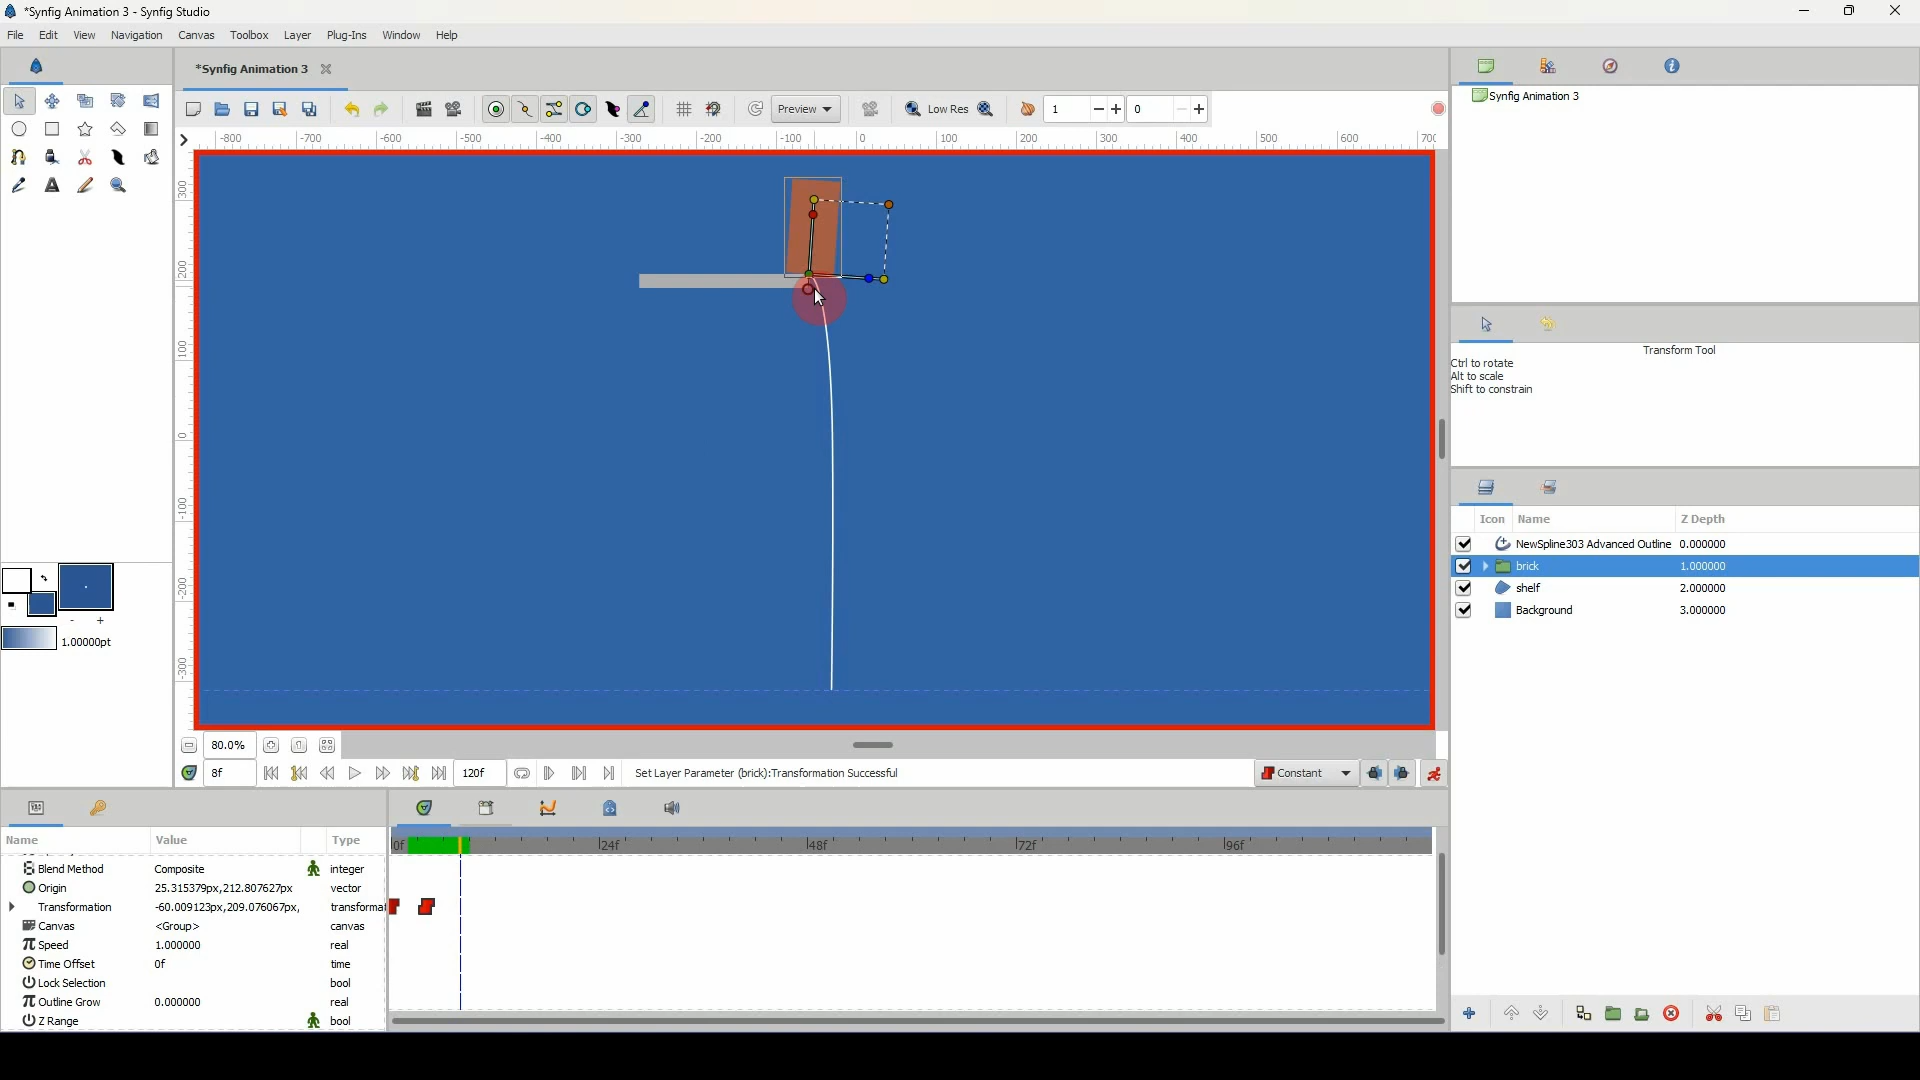 *Synfig Animation 3 - Synfig Studio
File Edit View Navigation Canvas Toolbox Layer Plug-Ins Window Help
*Synfig Animation 3
Preview Low Res 1 0
-800 -700 -600 -500 -400 -300 -200 -100 0 100 200 300 400 500 600 700
300
200
100
0
-100
-200
-300
1.00000pt
80.0%
8f 120f Set Layer Parameter (brick):Transformation Successful Constant
Synfig Animation 3
Transform Tool
Ctrl to rotate
Alt to scale
Shift to constrain
Icon Name Z Depth
NewSpline303 Advanced Outline 0.000000
brick 1.000000
shelf 2.000000
Background 3.000000
Name Value Type
Blend Method Composite integer
Origin 25.315379px,212.807627px vector
Transformation -60.009123px,209.076067px, transforma
Canvas <Group> canvas
Speed 1.000000 real
Time Offset 0f time
Lock Selection bool
Outline Grow 0.000000 real
Z Range bool
0f 24f 48f 72f 96f